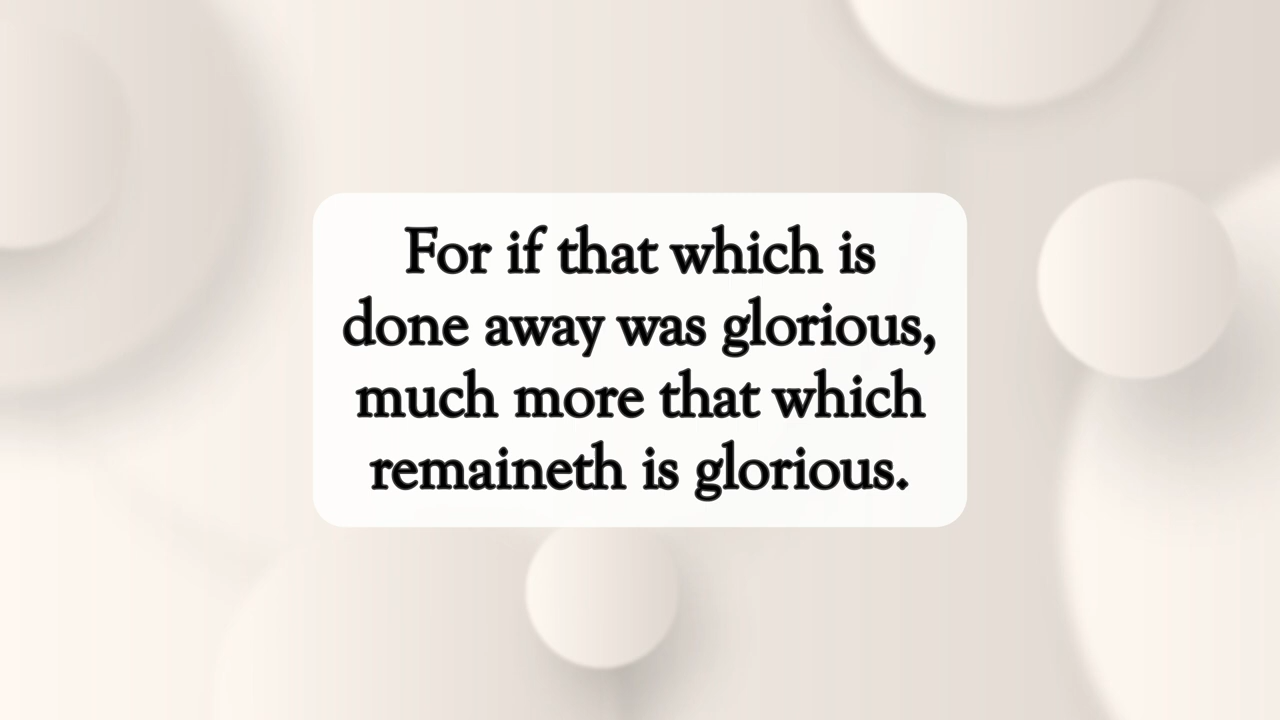 For if that which is
done away was glorious,
much more that which
remaineth is glorious.